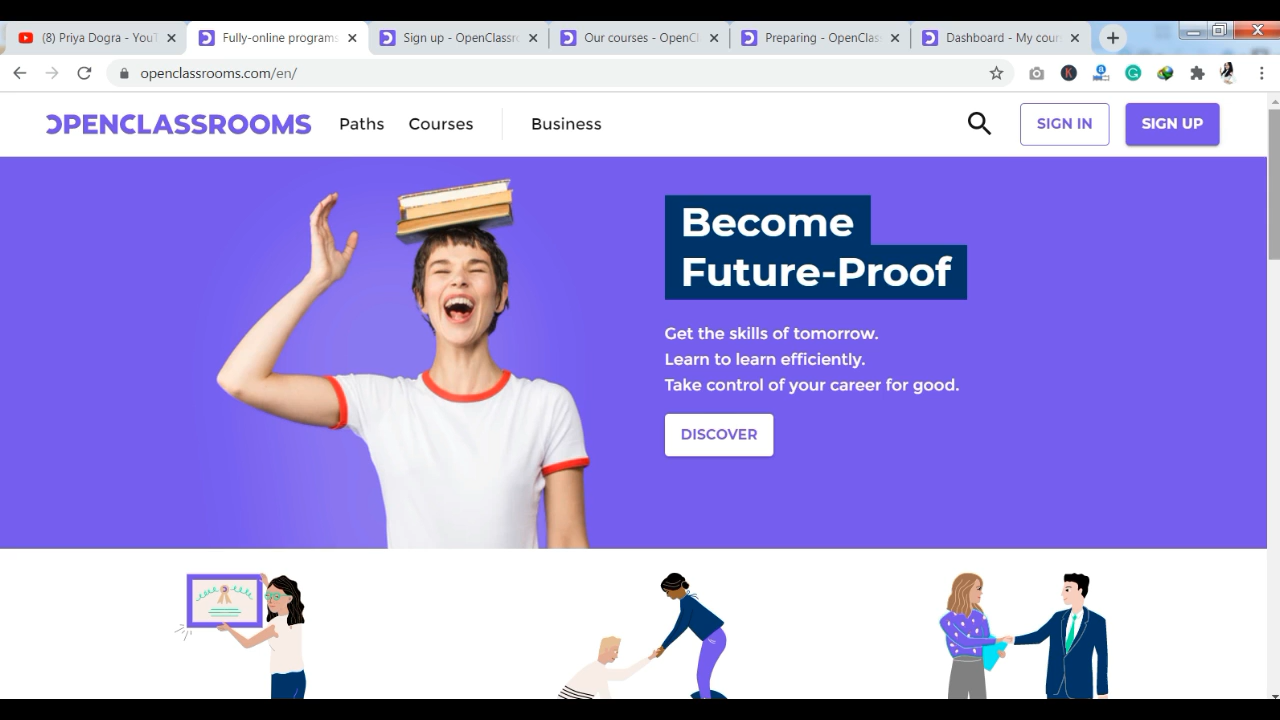 (8) Priya Dogra - YouT
Fully-online programs
Sign up - OpenClassr
Our courses - OpenCl
Preparing - OpenClas
Dashboard - My cour
openclassrooms.com/en/
OPENCLASSROOMS
Paths
Courses
Business
SIGN IN
SIGN UP
Become
Future-Proof
Get the skills of tomorrow.
Learn to learn efficiently.
Take control of your career for good.
DISCOVER